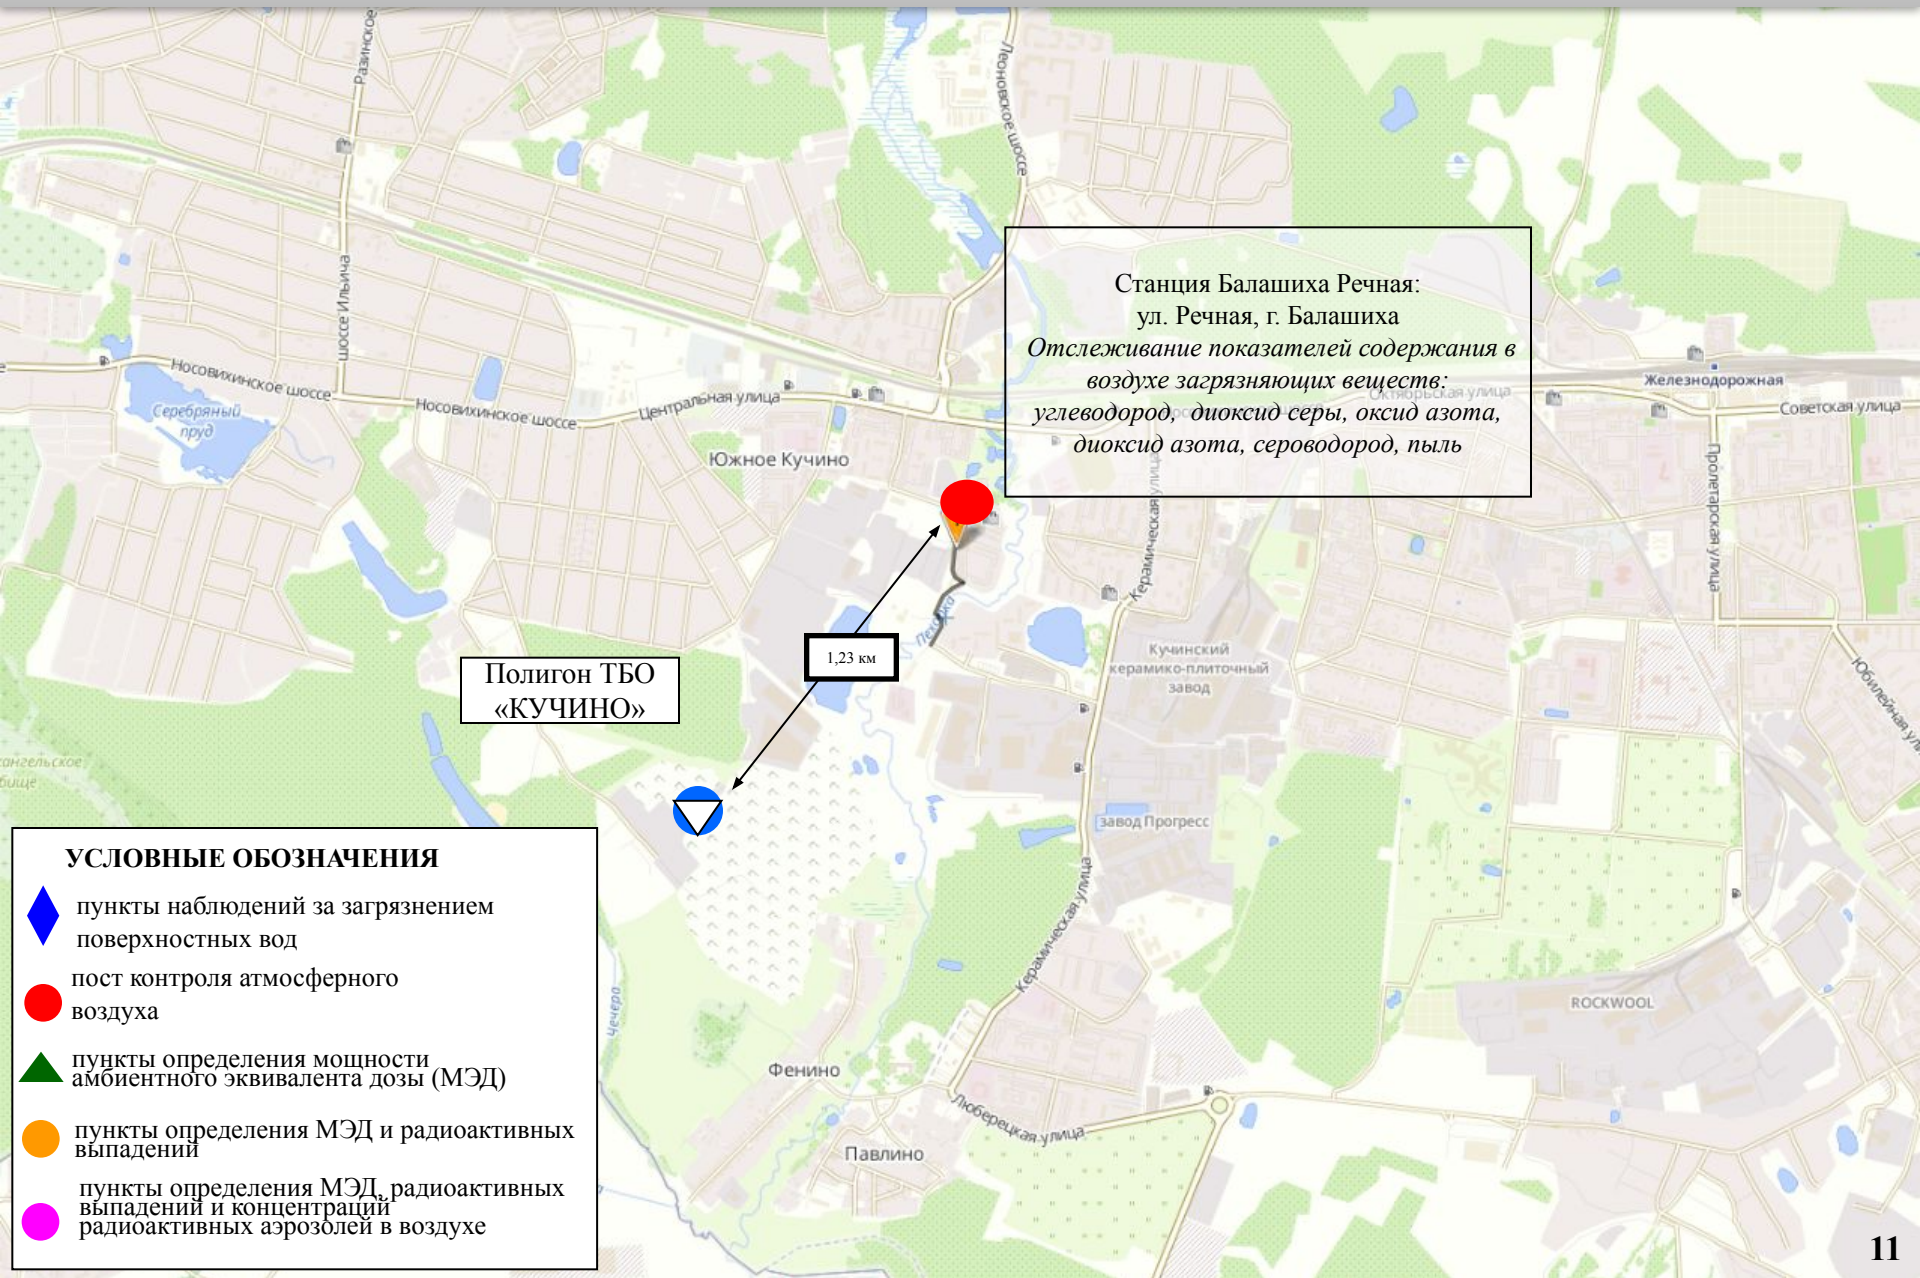 Разинское
Леоновское шоссе
шоссе Ильича
Станция Балашиха Речная:
ул. Речная, г. Балашиха
Отслеживание показателей содержания в
воздухе загрязняющих веществ:
углеводород, диоксид серы, оксид азота,
диоксид азота, сероводород, пыль
Октябрьская улица
Железнодорожная
Советская улица
Носовихинское шоссе
Носовихинское шоссе
Центральная улица
Серебряный
пруд
Южное Кучино
Пролетарская улица
Керамическая улица
Пехорка
1,23 км
Кучинский
керамико-плиточный
завод
Полигон ТБО
«КУЧИНО»
завод Прогресс
Керамическая улица
ROCKWOOL
Чечера
Фенино
Люберецкая улица
Павлино
УСЛОВНЫЕ ОБОЗНАЧЕНИЯ
пункты наблюдений за загрязнением
поверхностных вод
пост контроля атмосферного
воздуха
пункты определения мощности
амбиентного эквивалента дозы (МЭД)
пункты определения МЭД и радиоактивных
выпадений
пункты определения МЭД, радиоактивных
выпадений и концентраций
радиоактивных аэрозолей в воздухе
11